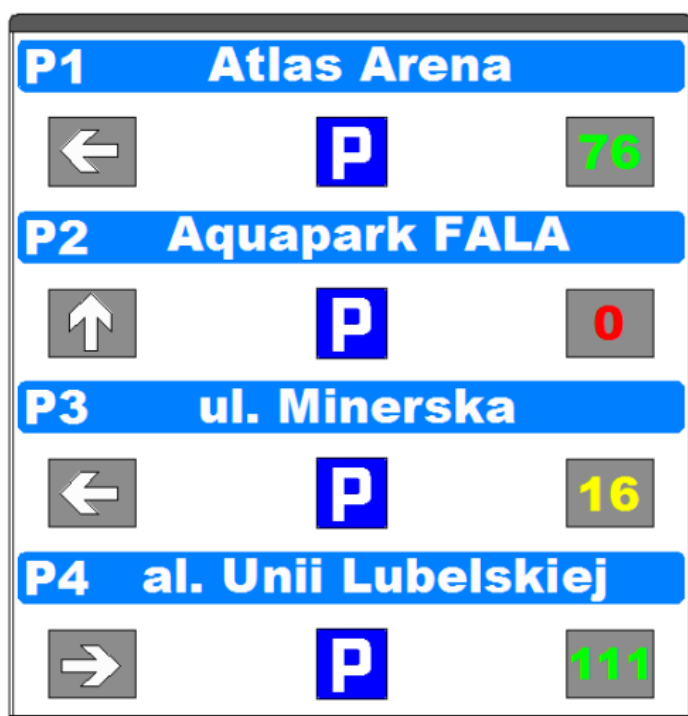 P1 Atlas Arena
P 76
P2 Aquapark FALA
P 0
P3 ul. Minerska
P 16
P4 al. Unii Lubelskiej
P 111